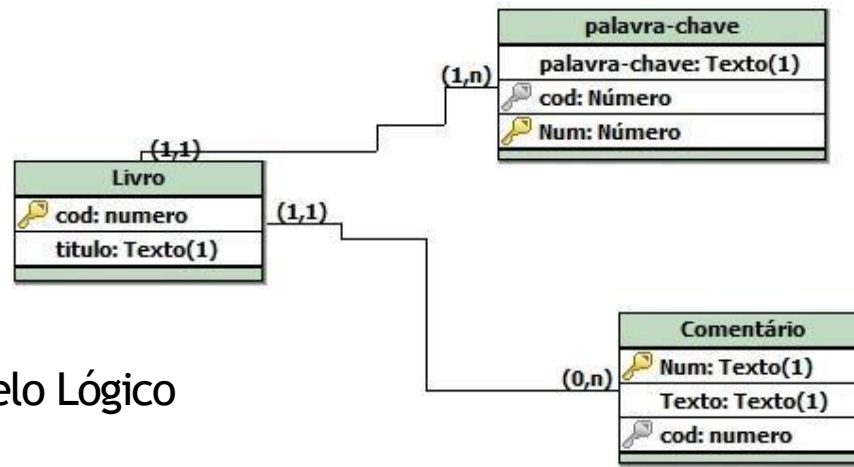 palavra-chave
palavra-chave: Texto(1)
(1,n)
cod: Número
Num: Número
(1,1)
Livro
cod: numero
(1,1)
titulo: Texto(1)
Comentário
elo Lógico
(0,n)
Num: Texto(1)
Texto: Texto(1)
cod: numero